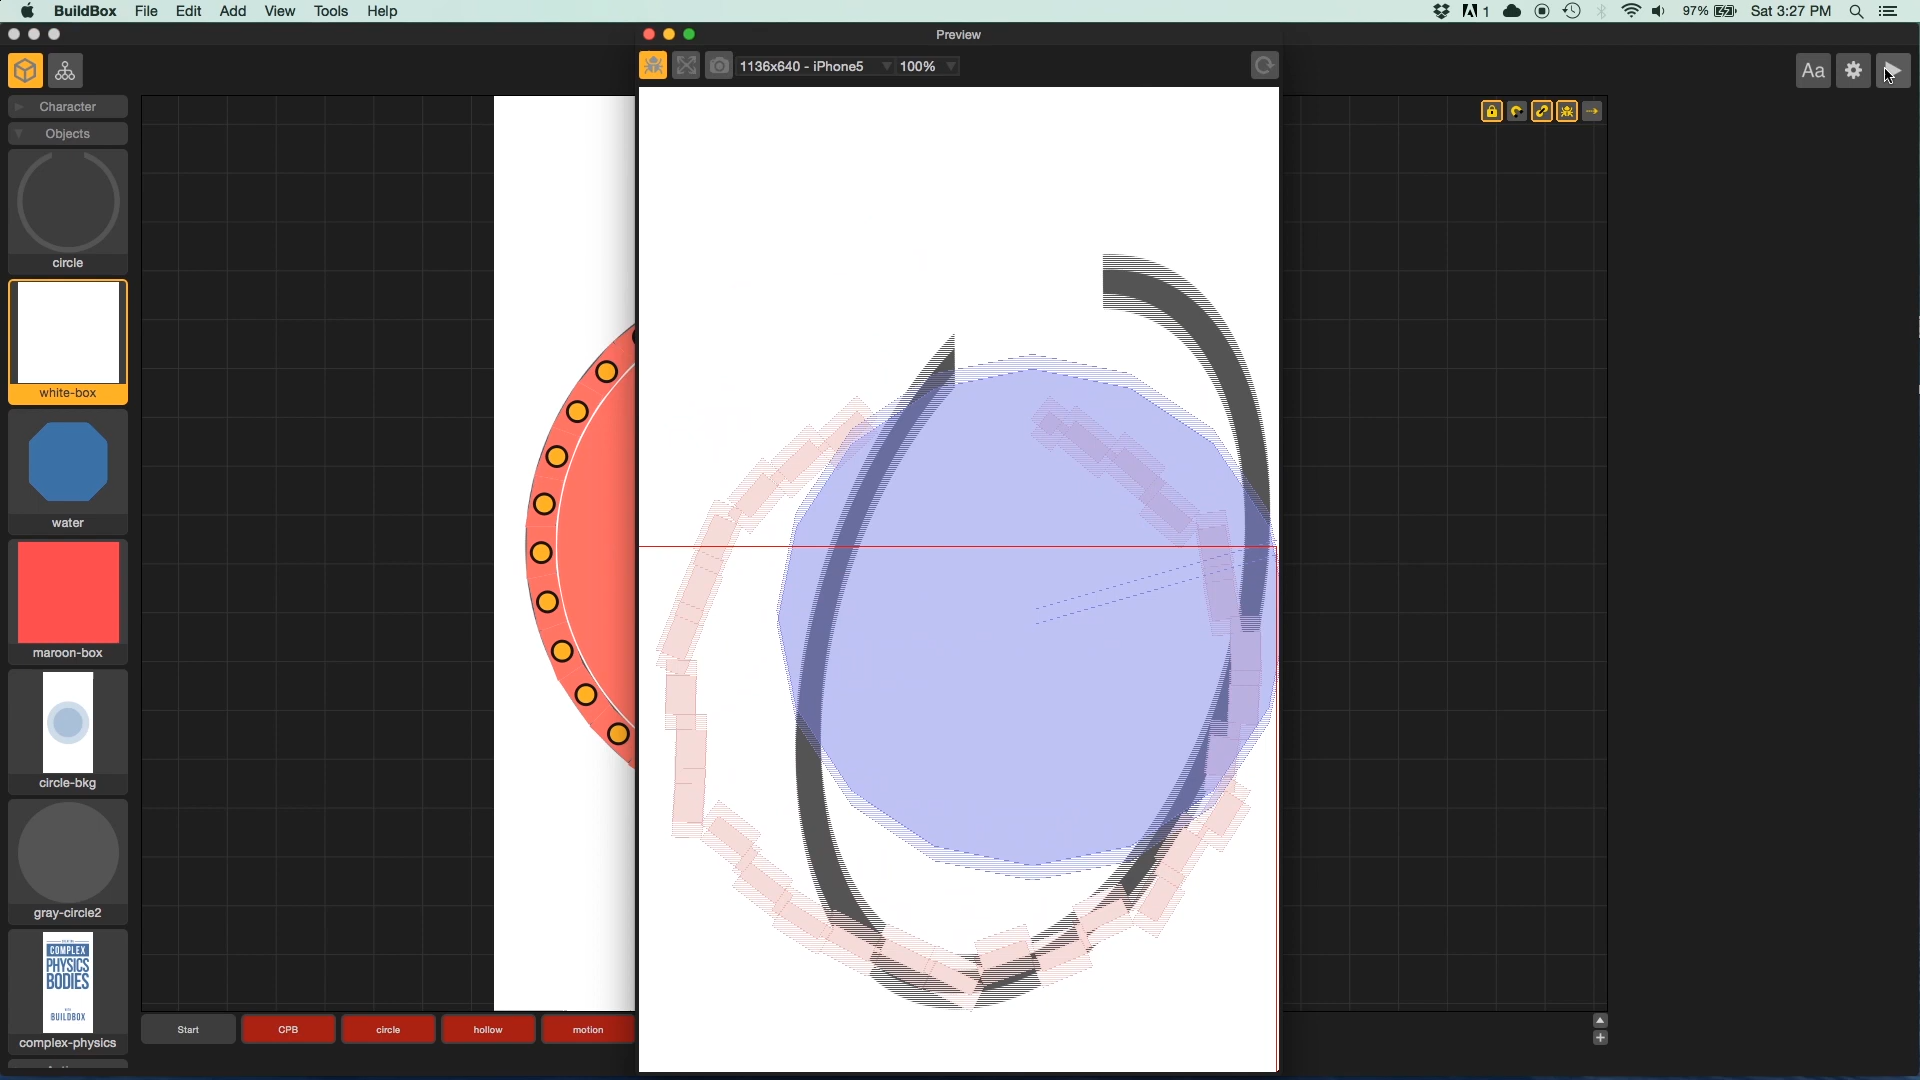 BuildBox File Edit Add View Tools Help
1 97% Sat 3:27 PM
Preview
1136x640 - iPhone5 100%
Aa
Character
Objects
circle
white-box
water
maroon-box
circle-bkg
gray-circle2
COMPLEX
PHYSICS
BODIES
BUILDBOX
complex-physics
Start CPB circle hollow motion